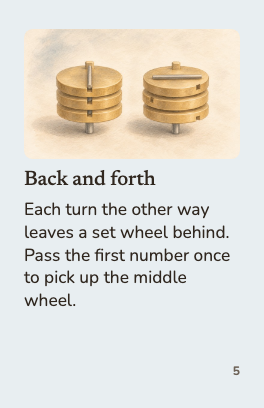 Back and forth
Each turn the other way
leaves a set wheel behind.
Pass the first number once
to pick up the middle
wheel.
5